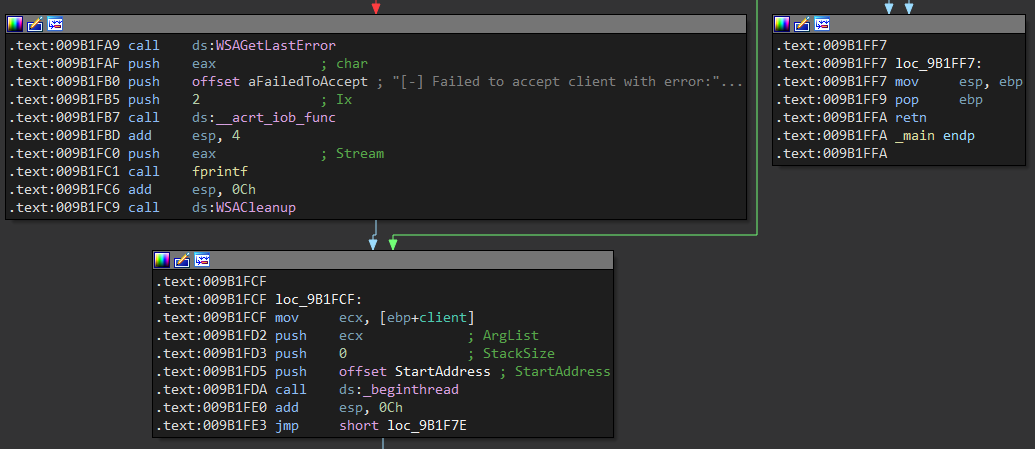 .text:009B1FA9 call    ds:WSAGetLastError
.text:009B1FAF push    eax             ; char
.text:009B1FB0 push    offset aFailedToAccept ; "[-] Failed to accept client with error:"...
.text:009B1FB5 push    2               ; Ix
.text:009B1FB7 call    ds:__acrt_iob_func
.text:009B1FBD add     esp, 4
.text:009B1FC0 push    eax             ; Stream
.text:009B1FC1 call    fprintf
.text:009B1FC6 add     esp, 0Ch
.text:009B1FC9 call    ds:WSACleanup
.text:009B1FF7
.text:009B1FF7 loc_9B1FF7:
.text:009B1FF7 mov     esp, ebp
.text:009B1FF9 pop     ebp
.text:009B1FFA retn
.text:009B1FFA _main endp
.text:009B1FFA
.text:009B1FCF
.text:009B1FCF loc_9B1FCF:
.text:009B1FCF mov     ecx, [ebp+client]
.text:009B1FD2 push    ecx             ; ArgList
.text:009B1FD3 push    0               ; StackSize
.text:009B1FD5 push    offset StartAddress ; StartAddress
.text:009B1FDA call    ds:_beginthread
.text:009B1FE0 add     esp, 0Ch
.text:009B1FE3 jmp     short loc_9B1F7E